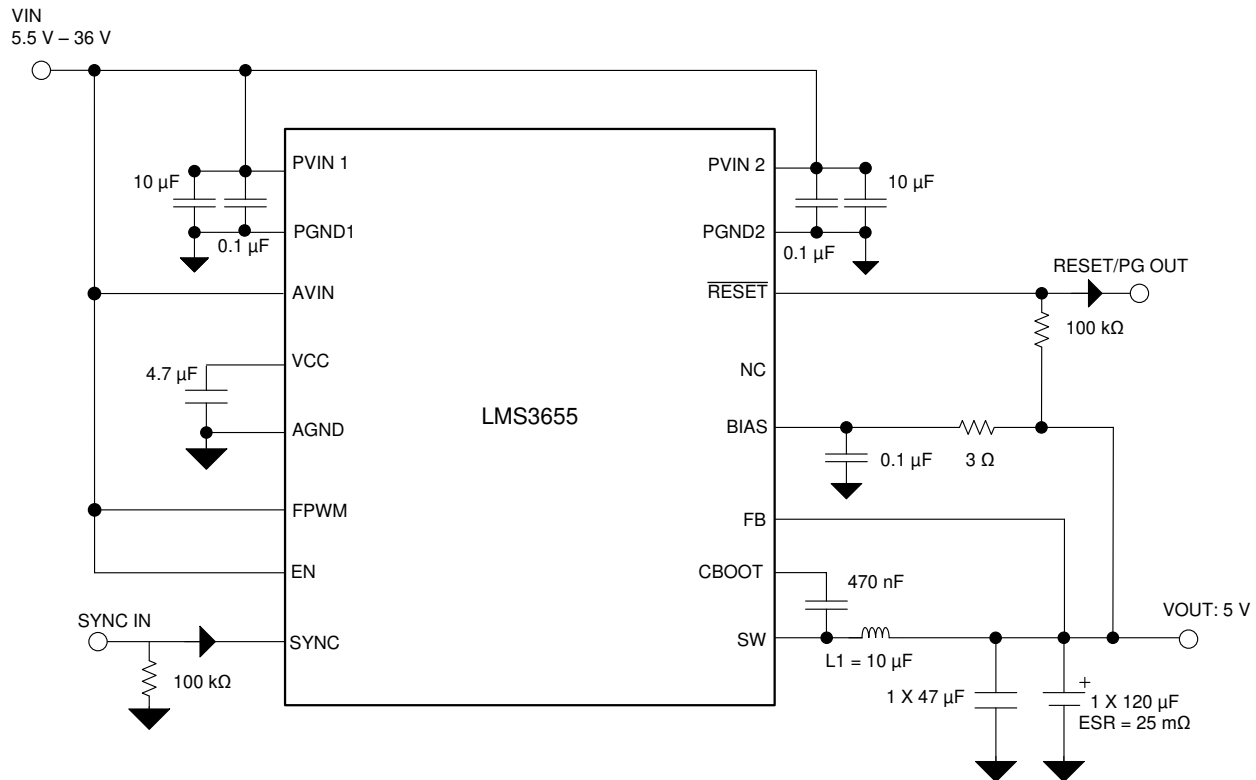 VIN
5.5 V – 36 V
PVIN 1
PVIN 2
10 µF
10 µF
PGND1
PGND2
0.1 µF
0.1 µF
RESET/PG OUT
AVIN
RESET
100 kΩ
VCC
NC
4.7 µF
LMS3655
AGND
BIAS
0.1 µF
3 Ω
FPWM
FB
EN
CBOOT
470 nF
SYNC IN
VOUT: 5 V
SYNC
SW
L1 = 10 µF
100 kΩ
1 X 47 µF
+
1 X 120 µF
ESR = 25 mΩ